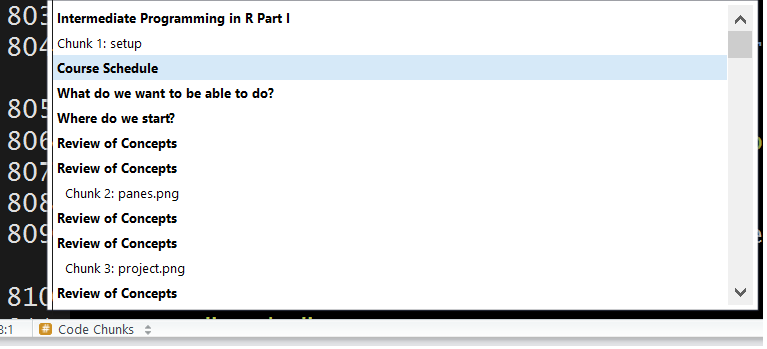 803
Intermediate Programming in R Part I
804
Chunk 1: setup
Course Schedule
805
What do we want to be able to do?
806
Where do we start?
Review of Concepts
807
Review of Concepts
808
Chunk 2: panes.png
Review of Concepts
809
Review of Concepts
Chunk 3: project.png
810
Review of Concepts
3:1
Code Chunks